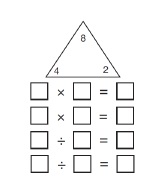 8
4 2
□ × □ = □
□ × □ = □
□ ÷ □ = □
□ ÷ □ = □